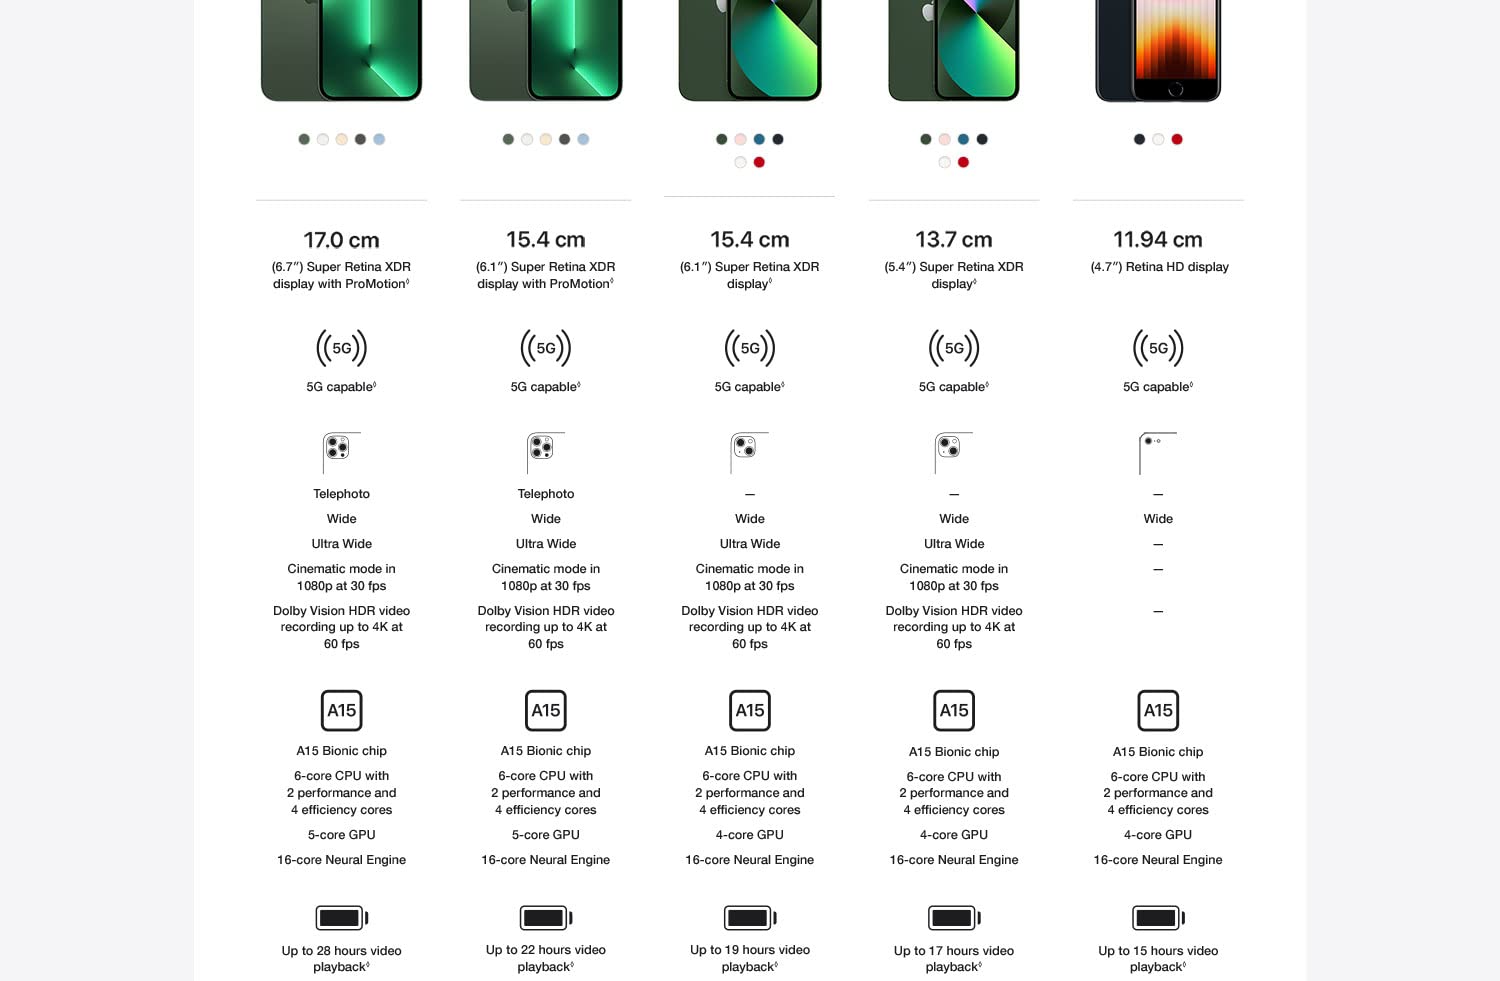 17.0 cm
(6.7″) Super Retina XDR
display with ProMotion◊
5G
5G capable◊
Telephoto
Wide
Ultra Wide
Cinematic mode in
1080p at 30 fps
Dolby Vision HDR video
recording up to 4K at
60 fps
A15
A15 Bionic chip
6-core CPU with
2 performance and
4 efficiency cores
5-core GPU
16-core Neural Engine
Up to 28 hours video
playback◊
15.4 cm
(6.1″) Super Retina XDR
display with ProMotion◊
5G
5G capable◊
Telephoto
Wide
Ultra Wide
Cinematic mode in
1080p at 30 fps
Dolby Vision HDR video
recording up to 4K at
60 fps
A15
A15 Bionic chip
6-core CPU with
2 performance and
4 efficiency cores
5-core GPU
16-core Neural Engine
Up to 22 hours video
playback◊
15.4 cm
(6.1″) Super Retina XDR
display◊
5G
5G capable◊
—
Wide
Ultra Wide
Cinematic mode in
1080p at 30 fps
Dolby Vision HDR video
recording up to 4K at
60 fps
A15
A15 Bionic chip
6-core CPU with
2 performance and
4 efficiency cores
4-core GPU
16-core Neural Engine
Up to 19 hours video
playback◊
13.7 cm
(5.4″) Super Retina XDR
display◊
5G
5G capable◊
—
Wide
Ultra Wide
Cinematic mode in
1080p at 30 fps
Dolby Vision HDR video
recording up to 4K at
60 fps
A15
A15 Bionic chip
6-core CPU with
2 performance and
4 efficiency cores
4-core GPU
16-core Neural Engine
Up to 17 hours video
playback◊
11.94 cm
(4.7″) Retina HD display
5G
5G capable◊
—
Wide
—
—
—
A15
A15 Bionic chip
6-core CPU with
2 performance and
4 efficiency cores
4-core GPU
16-core Neural Engine
Up to 15 hours video
playback◊